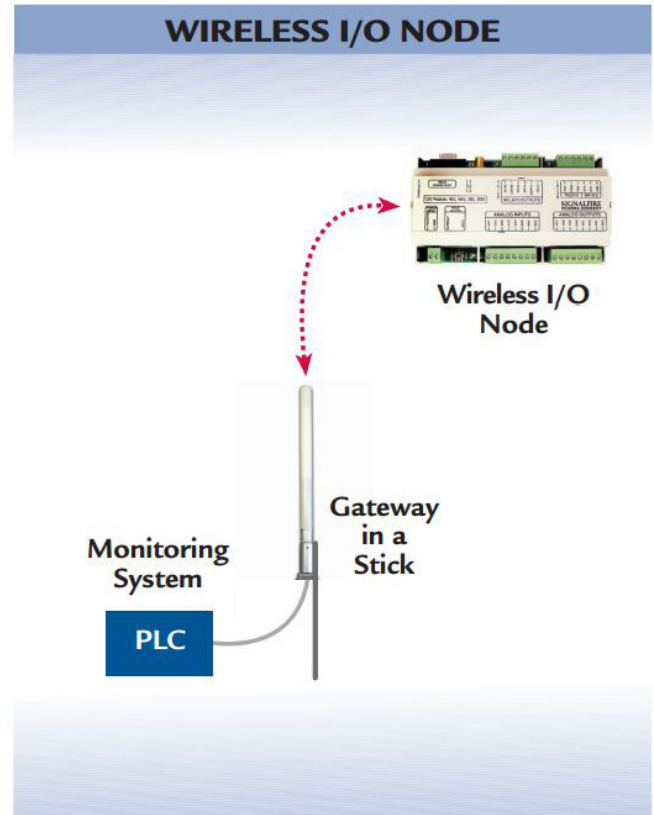 WIRELESS I/O NODE
RELAY OUTPUTS
SIGNALFIRE
ANALOG INPUTS
ANALOG OUTPUTS
Wireless I/O
Node
Gateway
in a
Stick
Monitoring
System
PLC